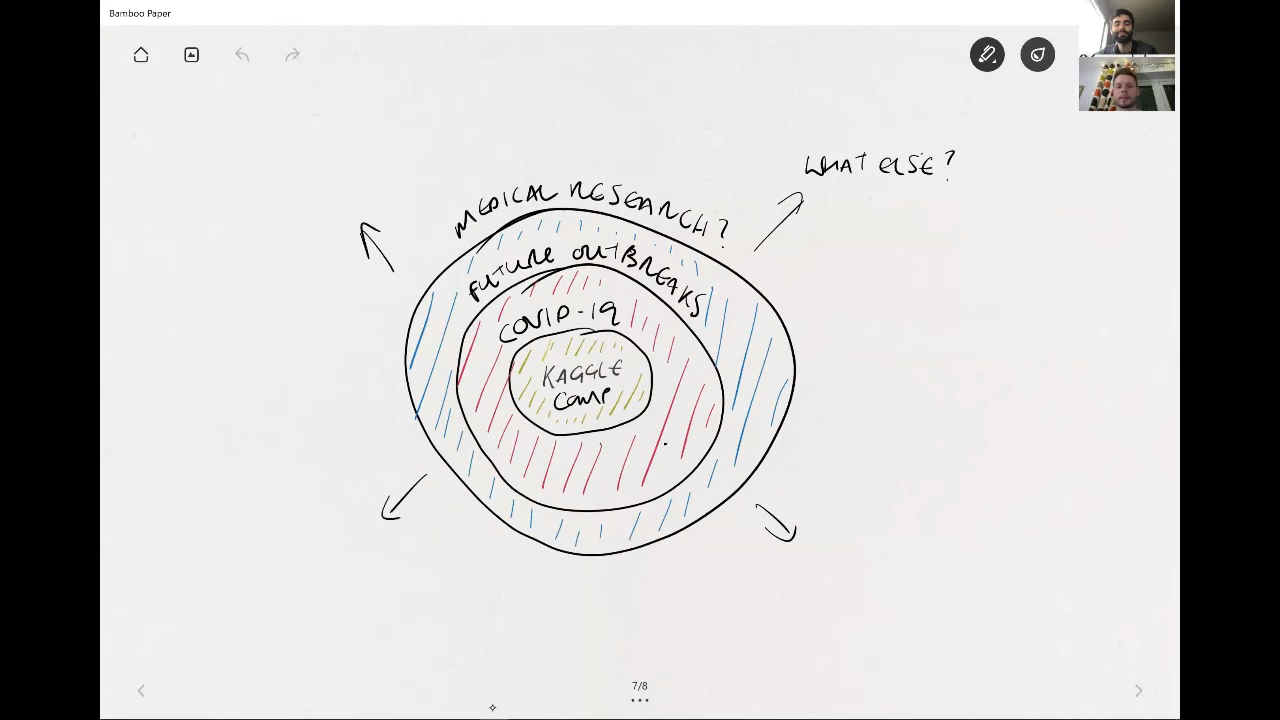 Bamboo Paper
WHAT ELSE?
MEDICAL RESEARCH?
FUTURE OUTBREAKS
COVID-19
KAGGLE
COMP
7/8